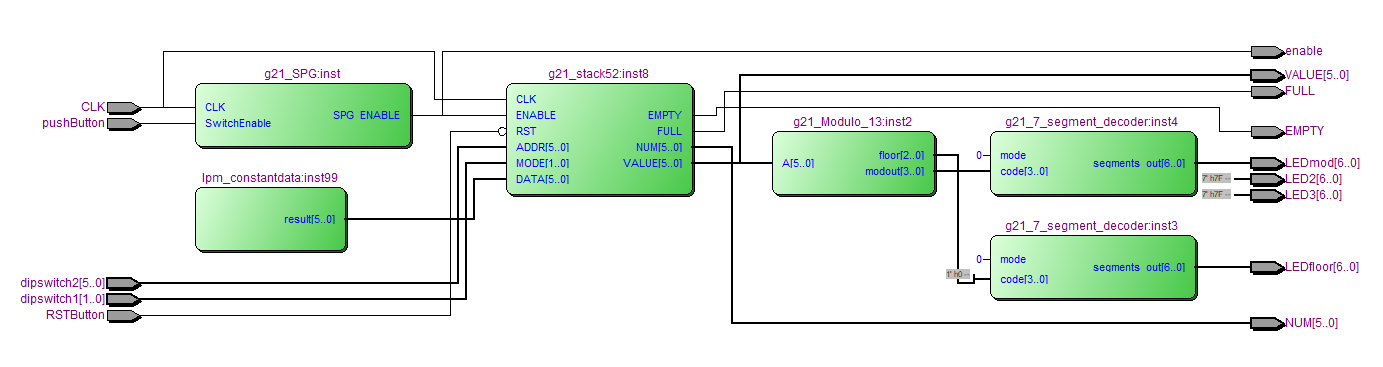 g21_SPG:inst
CLK
SwitchEnable
SPG_ENABLE
CLK
pushButton
lpm_constantdata:inst99
result[5..0]
dipswitch2[5..0]
dipswitch1[1..0]
RSTButton
g21_stack52:inst8
CLK
ENABLE
RST
ADDR[5..0]
MODE[1..0]
DATA[5..0]
EMPTY
FULL
NUM[5..0]
VALUE[5..0]
g21_Modulo_13:inst2
A[5..0]
floor[2..0]
modout[3..0]
g21_7_segment_decoder:inst4
0
mode
code[3..0]
segments_out[6..0]
g21_7_segment_decoder:inst3
0
mode
1' h0 --
code[3..0]
segments_out[6..0]
enable
VALUE[5..0]
FULL
EMPTY
LEDmod[6..0]
7' h7F --
LED2[6..0]
7' h7F --
LED3[6..0]
LEDfloor[6..0]
NUM[5..0]